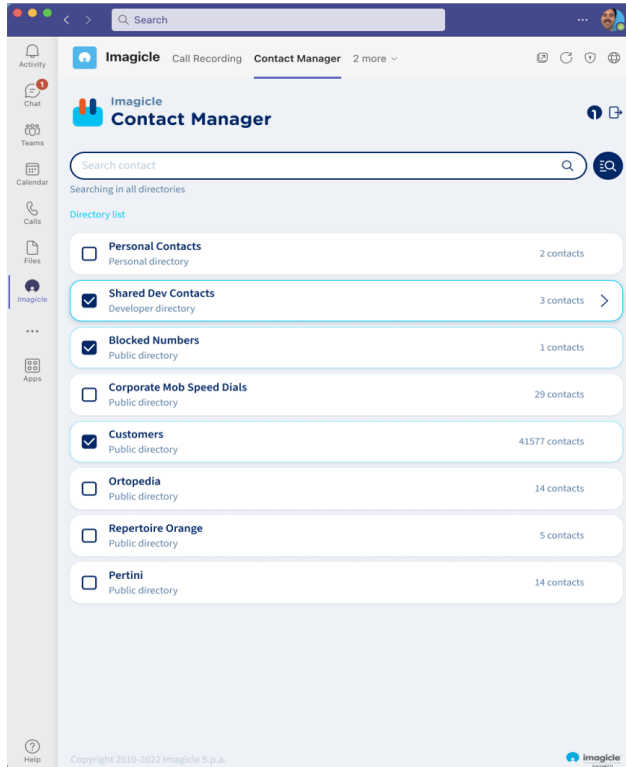 Search
Activity
Chat
1
Teams
Calendar
Calls
Files
Imagicle
Apps
Help
Imagicle
Call Recording
Contact Manager
2 more
Imagicle
Contact Manager
Search contact
Searching in all directories
Directory list
Personal Contacts
Personal directory
2 contacts
Shared Dev Contacts
Developer directory
3 contacts
Blocked Numbers
Public directory
1 contacts
Corporate Mob Speed Dials
Public directory
29 contacts
Customers
Public directory
41577 contacts
Ortopedia
Public directory
14 contacts
Repertoire Orange
Public directory
5 contacts
Pertini
Public directory
14 contacts
Copyright 2010-2022 Imagicle S.p.a.
imagicle